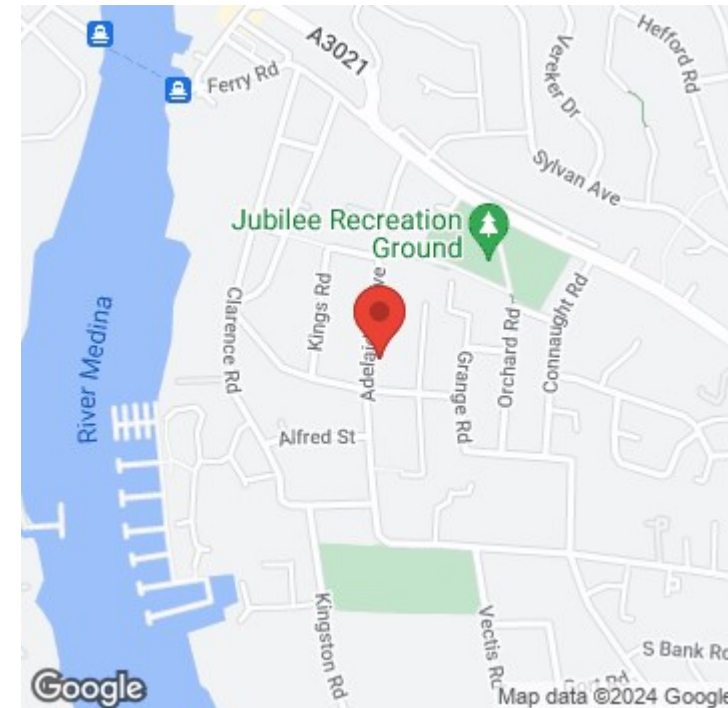 A3021
Ferry Rd
Hefford Rd
Vereker Dr
Sylvan Ave
Jubilee Recreation
Ground
Connaught Rd
Kings Rd
Clarence Rd
River Medina
Orchard Rd
Grange Rd
Alfred St
Kingston Rd
S Bank Rd
Google
Map data ©2024 Google